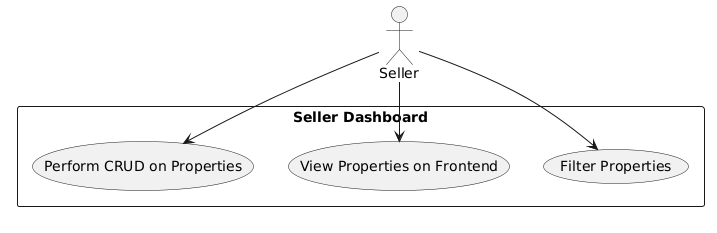 Seller
Seller Dashboard
Perform CRUD on Properties
View Properties on Frontend
Filter Properties